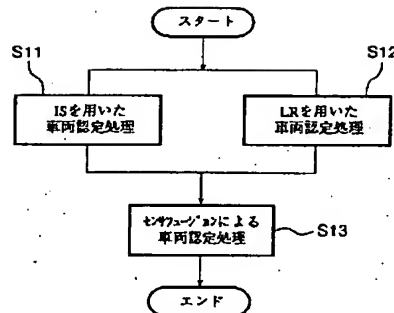 スタート
S11
S12
ISを用いた
車両認定処理
LRを用いた
車両認定処理
センサフュージョンによる
車両認定処理
S13
エンド